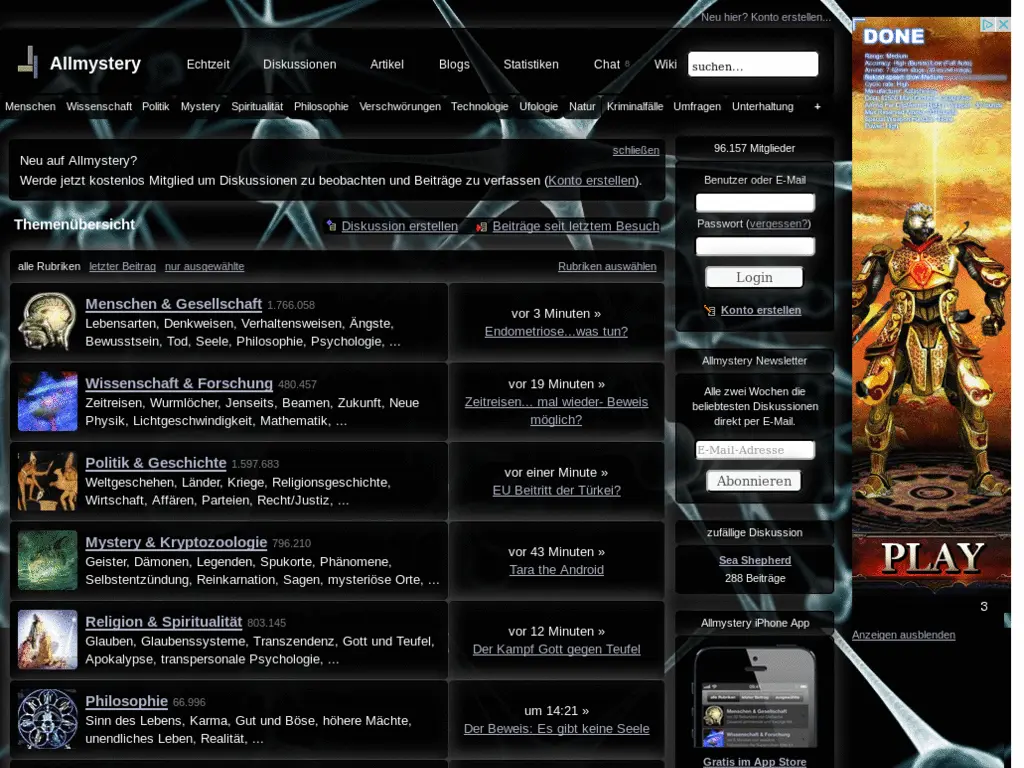 Neu hier? Konto erstellen...
Allmystery
Echtzeit
Diskussionen
Artikel
Blogs
Statistiken
Chat 8
Wiki
suchen...
Menschen Wissenschaft Politik Mystery Spiritualität Philosophie Verschwörungen Technologie Ufologie Natur Kriminalfälle Umfragen Unterhaltung +
schließen
Neu auf Allmystery?
Werde jetzt kostenlos Mitglied um Diskussionen zu beobachten und Beiträge zu verfassen (Konto erstellen).
Themenübersicht
Diskussion erstellen
Beiträge seit letztem Besuch
alle Rubriken letzter Beitrag nur ausgewählte
Rubriken auswählen
Menschen & Gesellschaft 1.766.058
Lebensarten, Denkweisen, Verhaltensweisen, Ängste,
Bewusstsein, Tod, Seele, Philosophie, Psychologie, ...
vor 3 Minuten »
Endometriose...was tun?
Wissenschaft & Forschung 480.457
Zeitreisen, Wurmlöcher, Jenseits, Beamen, Zukunft, Neue
Physik, Lichtgeschwindigkeit, Mathematik, ...
vor 19 Minuten »
Zeitreisen... mal wieder- Beweis
möglich?
Politik & Geschichte 1.597.683
Weltgeschehen, Länder, Kriege, Religionsgeschichte,
Wirtschaft, Affären, Parteien, Recht/Justiz, ...
vor einer Minute »
EU Beitritt der Türkei?
Mystery & Kryptozoologie 796.210
Geister, Dämonen, Legenden, Spukorte, Phänomene,
Selbstentzündung, Reinkarnation, Sagen, mysteriöse Orte, ...
vor 43 Minuten »
Tara the Android
Religion & Spiritualität 803.145
Glauben, Glaubenssysteme, Transzendenz, Gott und Teufel,
Apokalypse, transpersonale Psychologie, ...
vor 12 Minuten »
Der Kampf Gott gegen Teufel
Philosophie 66.996
Sinn des Lebens, Karma, Gut und Böse, höhere Mächte,
unendliches Leben, Realität, ...
um 14:21 »
Der Beweis: Es gibt keine Seele
96.157 Mitglieder
Benutzer oder E-Mail
Passwort (vergessen?)
Login
Konto erstellen
Allmystery Newsletter
Alle zwei Wochen die
beliebtesten Diskussionen
direkt per E-Mail.
E-Mail-Adresse
Abonnieren
zufällige Diskussion
Sea Shepherd
288 Beiträge
Allmystery iPhone App
Menschen & Gesellschaft
Wissenschaft & Forschung
Gratis im App Store
DONE
Range: Medium
PLAY
3
Anzeigen ausblenden